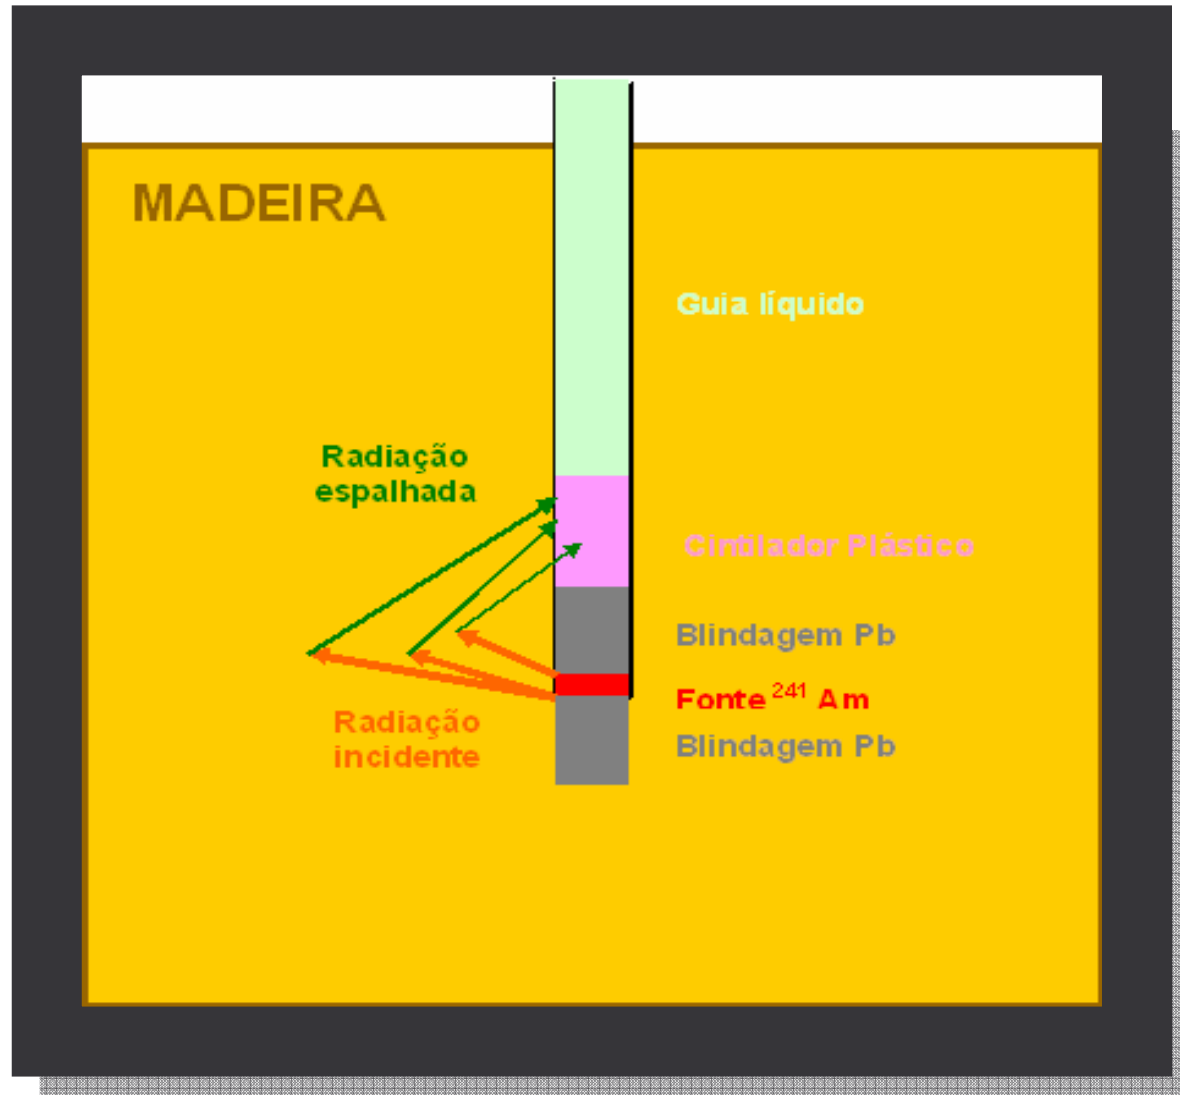 MADEIRA
Guia líquido
Radiação
espalhada
Cintilador Plástico
Blindagem Pb
Fonte 241 Am
Blindagem Pb
Radiação
incidente